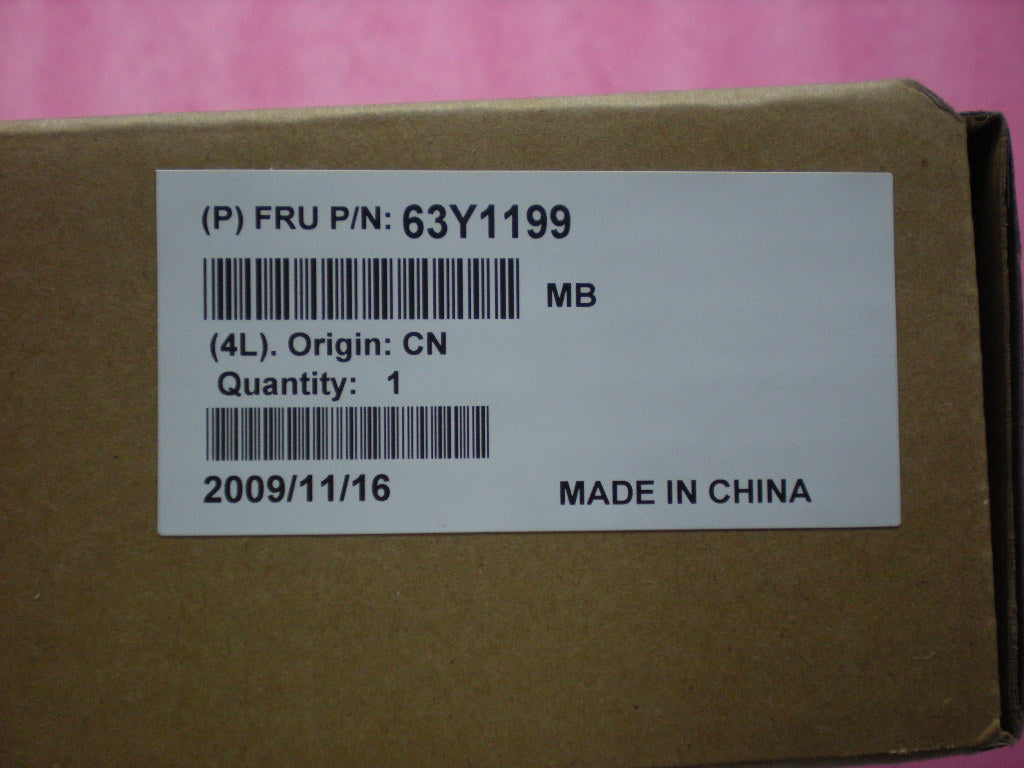 (P) FRU P/N: 63Y1199
MB
(4L). Origin: CN
Quantity: 1
2009/11/16 MADE IN CHINA